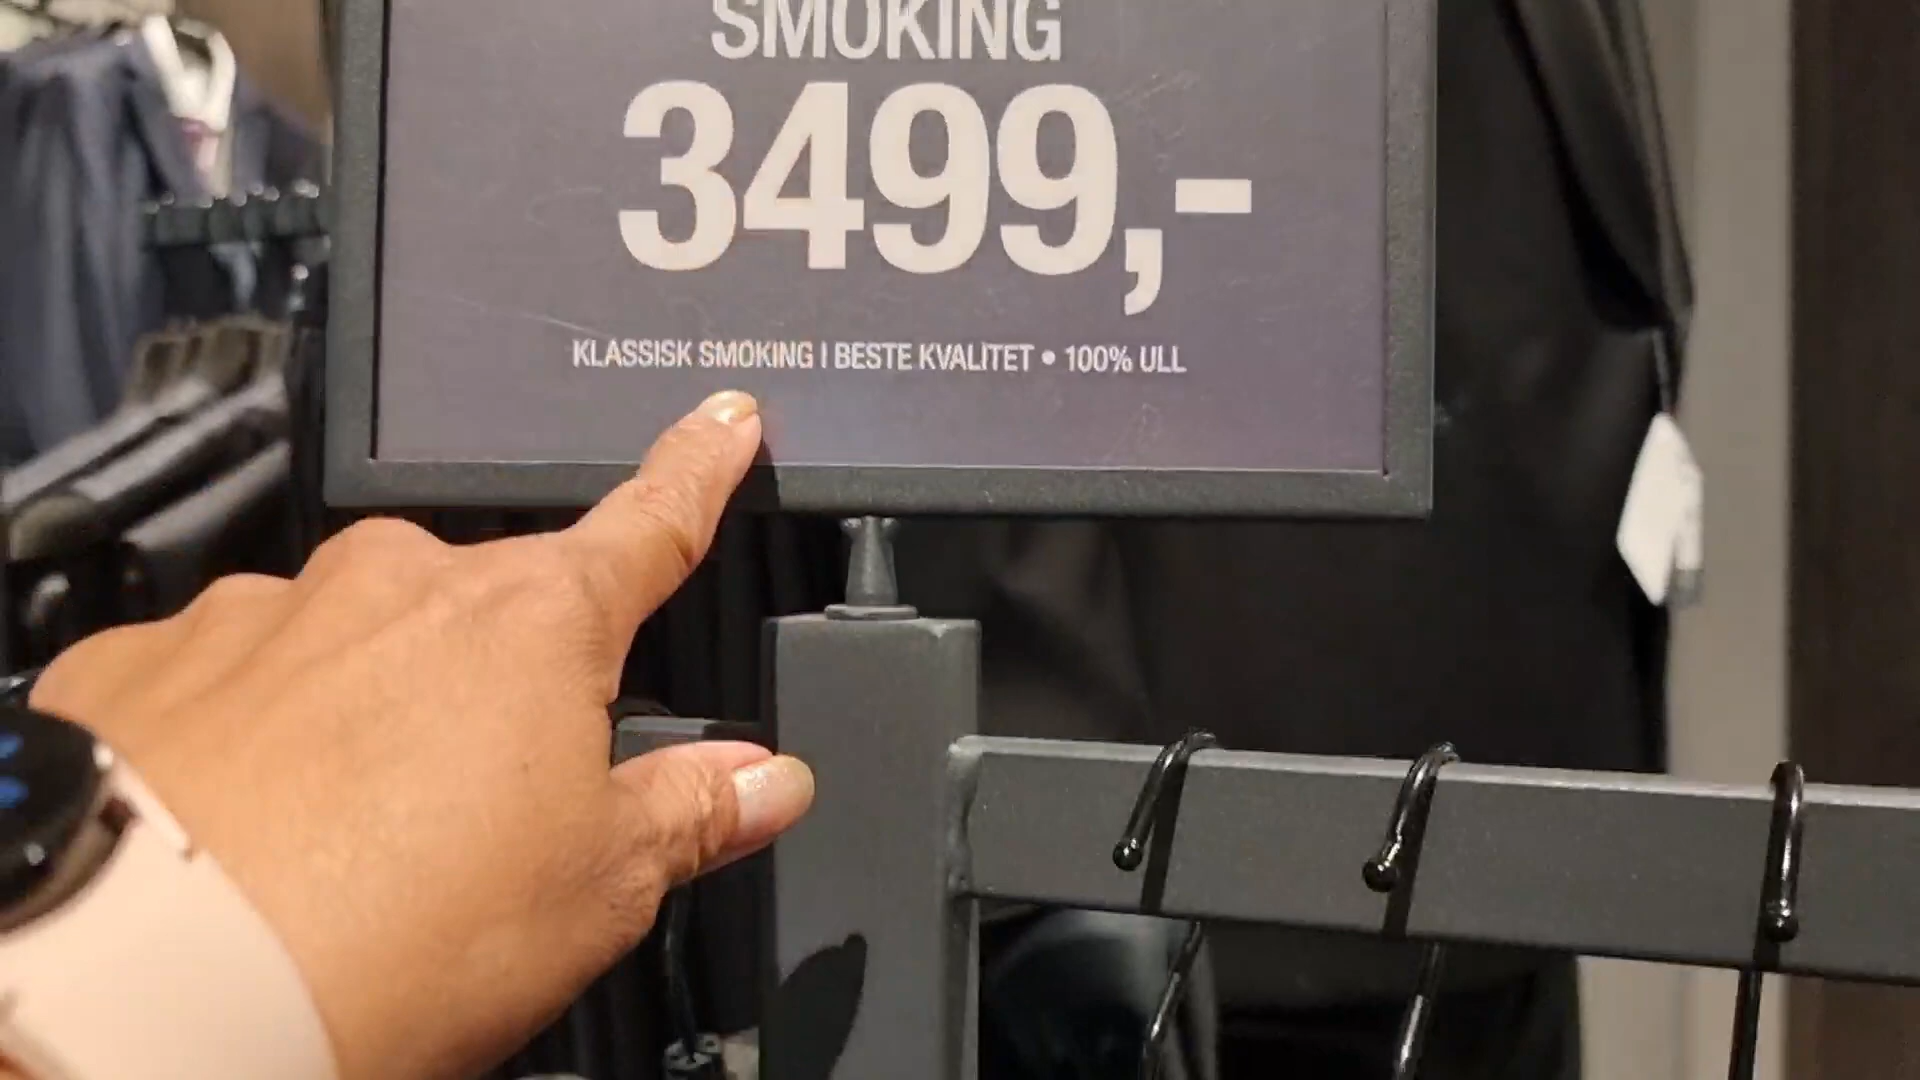 SMOKING
3499,-
KLASSISK SMOKING I BESTE KVALITET • 100% ULL